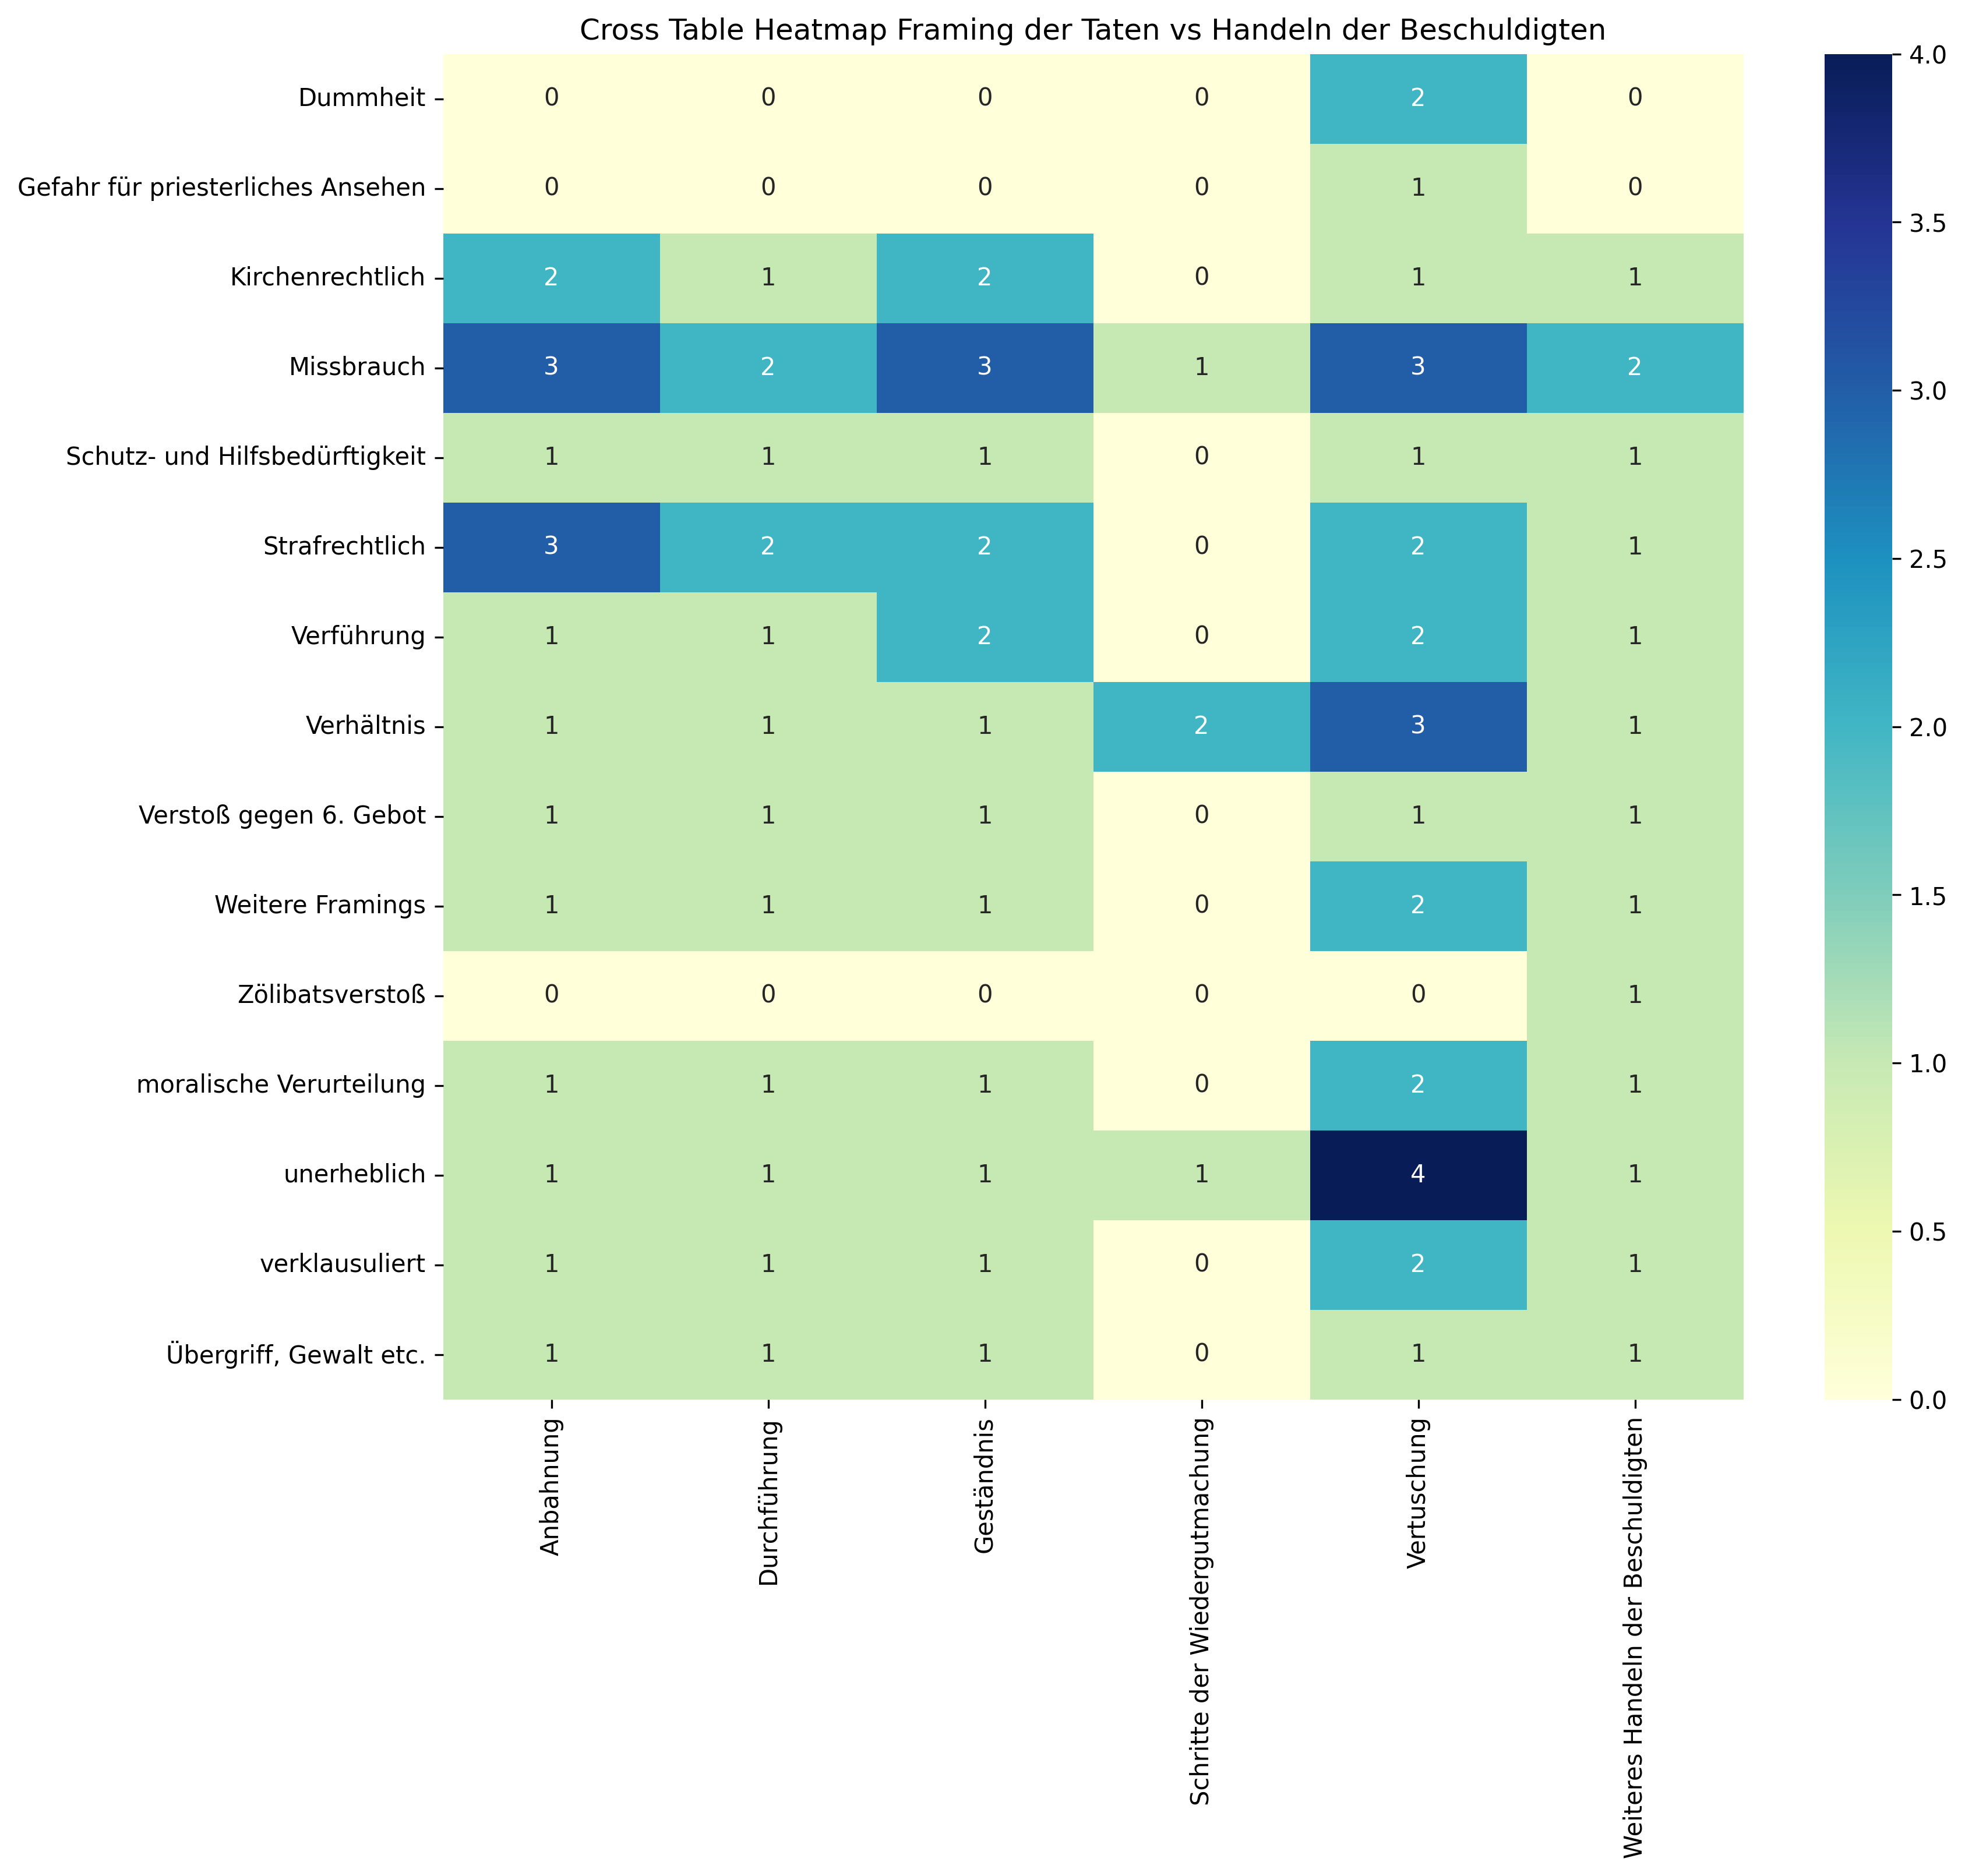 Cross Table Heatmap Framing der Taten vs Handeln der Beschuldigten
Dummheit 0 0 0 0 2 0
Gefahr für priesterliches Ansehen 0 0 0 0 1 0
Kirchenrechtlich 2 1 2 0 1 1
Missbrauch 3 2 3 1 3 2
Schutz- und Hilfsbedürftigkeit 1 1 1 0 1 1
Strafrechtlich 3 2 2 0 2 1
Verführung 1 1 2 0 2 1
Verhältnis 1 1 1 2 3 1
Verstoß gegen 6. Gebot 1 1 1 0 1 1
Weitere Framings 1 1 1 0 2 1
Zölibatsverstoß 0 0 0 0 0 1
moralische Verurteilung 1 1 1 0 2 1
unerheblich 1 1 1 1 4 1
verklausuliert 1 1 1 0 2 1
Übergriff, Gewalt etc. 1 1 1 0 1 1
Anbahnung
Durchführung
Geständnis
Schritte der Wiedergutmachung
Vertuschung
Weiteres Handeln der Beschuldigten
4.0
3.5
3.0
2.5
2.0
1.5
1.0
0.5
0.0